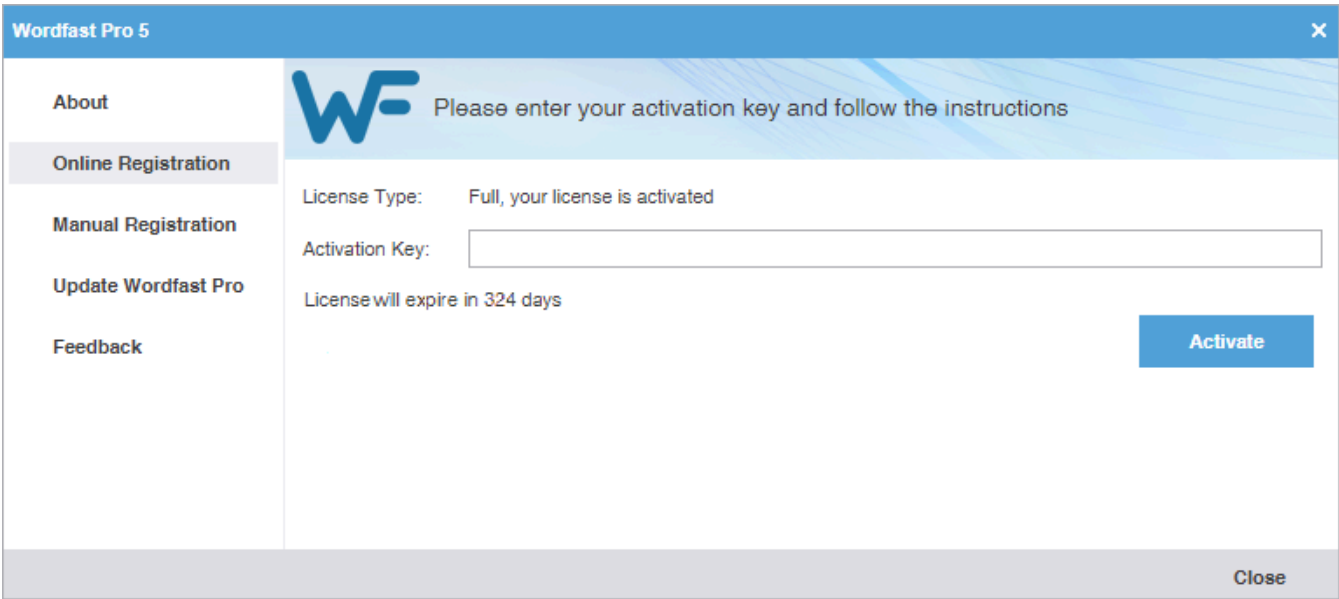 Wordfast Pro 5
About
Online Registration
Manual Registration
Update Wordfast Pro
Feedback
WF
Please enter your activation key and follow the instructions
License Type: Full, your license is activated
Activation Key:
License will expire in 324 days
Activate
Close